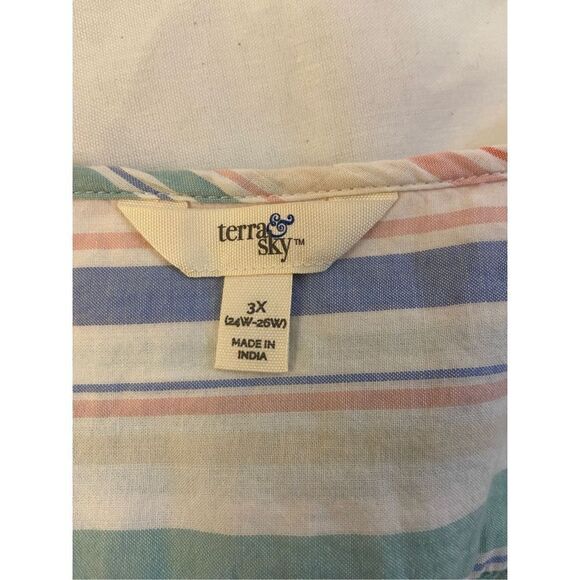 terra &
sky™
3X
(24W-26W)
MADE IN
INDIA